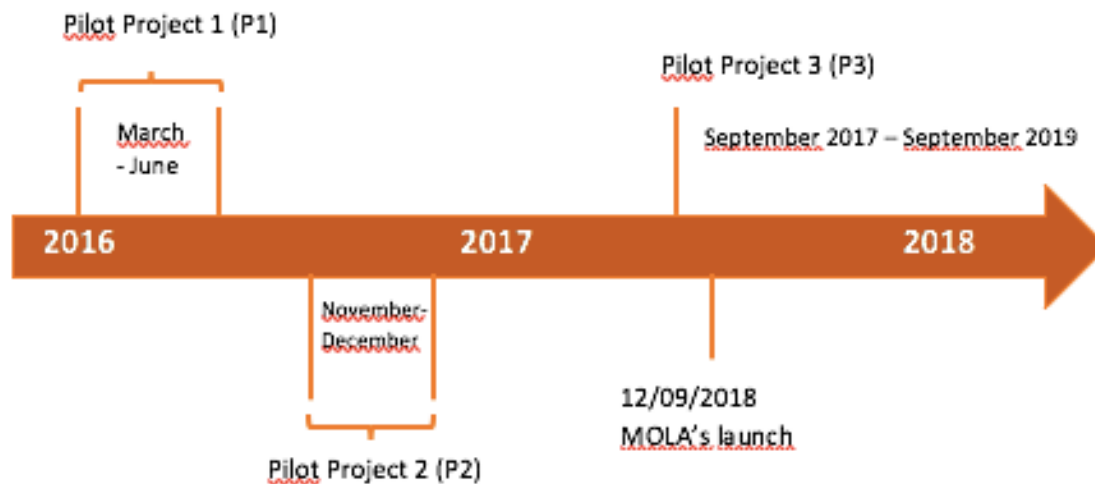 Pilot Project 1 (P1)
Pilot Project 3 (P3)
March
- June
September 2017 – September 2019
2016
2017
2018
November-
December
12/09/2018
MOLA's launch
Pilot Project 2 (P2)